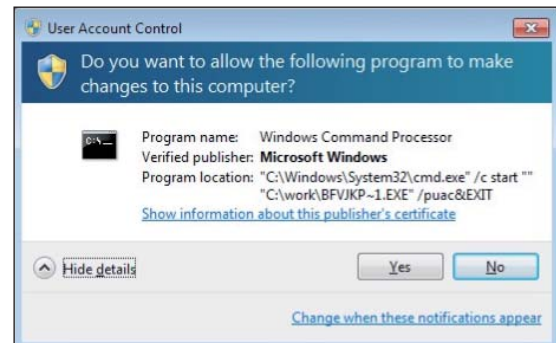 User Account Control
Do you want to allow the following program to make
changes to this computer?
C:\_
Program name: Windows Command Processor
Verified publisher: Microsoft Windows
Program location: "C:\Windows\System32\cmd.exe" /c start ""
"C:\work\BFVJKP~1.EXE" /puac&EXIT
Show information about this publisher's certificate
Hide details
Yes
No
Change when these notifications appear